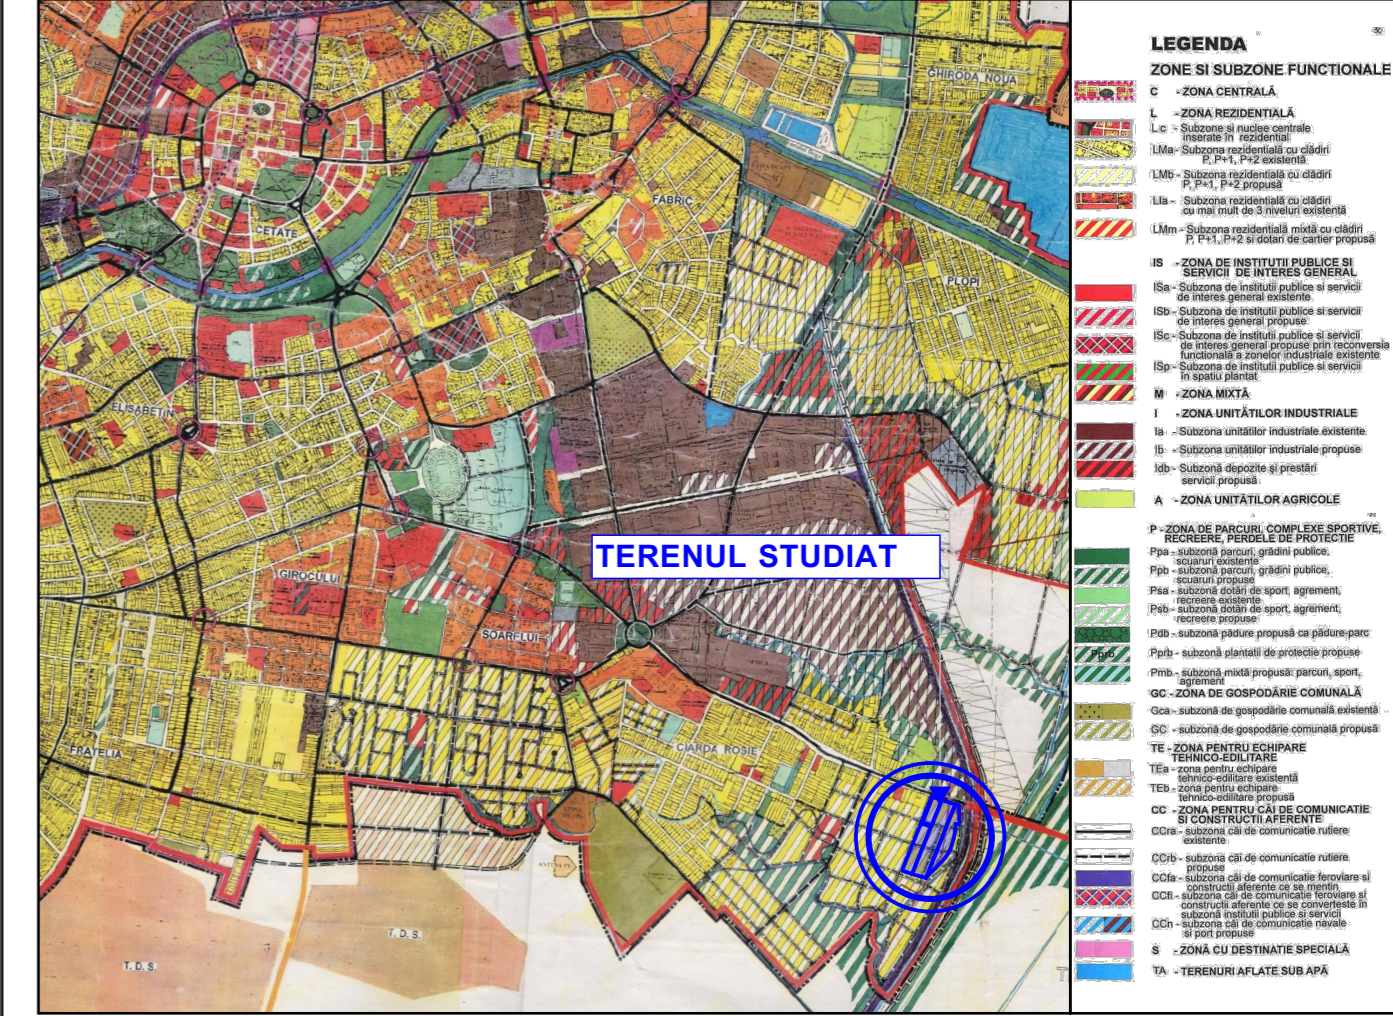 GHIRODA NOUA
FABRIC
CETATE
PLOPI
ELISABETIN
TERENUL STUDIAT
GIROCULUI
SOARELUI
CIARDA ROSIE
FRATELIA
T. D. S.
T. D. S.
LEGENDA
ZONE SI SUBZONE FUNCTIONALE
C - ZONA CENTRALĂ
L - ZONA REZIDENTIALĂ
Lc - Subzone si nuclee centrale
inserate în rezidential
LMa - Subzona rezidentială cu clădiri
P, P+1, P+2 existentă
LMb - Subzona rezidentială cu clădiri
P, P+1, P+2 propusă
LIa - Subzona rezidentială cu clădiri
cu mai mult de 3 niveluri existentă
LMm - Subzona rezidentială mixtă cu clădiri
P, P+1, P+2 si dotari de cartier propusă
IS - ZONA DE INSTITUTII PUBLICE SI
SERVICII DE INTERES GENERAL
ISa - Subzona de institutii publice si servicii
de interes general existente
ISb - Subzona de institutii publice si servicii
de interes general propuse
ISc - Subzona de institutii publice si servicii
de interes general propuse prin reconversia
functională a zonelor industriale existente
ISp - Subzona de institutii publice si servicii
în spatiu plantat
M - ZONA MIXTĂ
I - ZONA UNITĂTILOR INDUSTRIALE
Ia - Subzona unitătilor industriale existente
Ib - Subzona unitătilor industriale propuse
Idb - Subzonă depozite şi prestări
servicii propusă
A - ZONA UNITĂTILOR AGRICOLE
P - ZONA DE PARCURI, COMPLEXE SPORTIVE,
RECREERE, PERDELE DE PROTECTIE
Ppa - subzonă parcuri, grădini publice,
scuaruri existente
Ppb - subzonă parcuri, grădini publice,
scuaruri propuse
Psa - subzonă dotări de sport, agrement,
recreere existente
Psb - subzonă dotări de sport, agrement,
recreere propuse
Pdb - subzonă pădure propusă ca pădure-parc
Pprb
Pprb - subzonă plantatii de protectie propuse
Pmb - subzonă mixtă propusă: parcuri, sport,
agrement
GC - ZONA DE GOSPODĂRIE COMUNALĂ
Gca - subzonă de gospodărie comunală existentă
GC - subzonă de gospodărie comunală propusă
TE - ZONA PENTRU ECHIPARE
TEHNICO-EDILITARE
TEa - zona pentru echipare
tehnico-edilitare existentă
TEb - zona pentru echipare
tehnico-edilitare propusă
CC - ZONA PENTRU CĂI DE COMUNICATIE
SI CONSTRUCTII AFERENTE
CCra - subzona căi de comunicatie rutiere
existente
CCrb - subzona căi de comunicatie rutiere
propuse
CCfa - subzona căi de comunicatie feroviare si
constructii aferente ce se mentin
CCfi - subzona căi de comunicatie feroviare si
constructii aferente ce se converteste în
subzonă institutii publice si servicii
CCn - subzona căi de comunicatie navale
si port propuse
S - ZONĂ CU DESTINATIE SPECIALĂ
TA - TERENURI AFLATE SUB APĂ